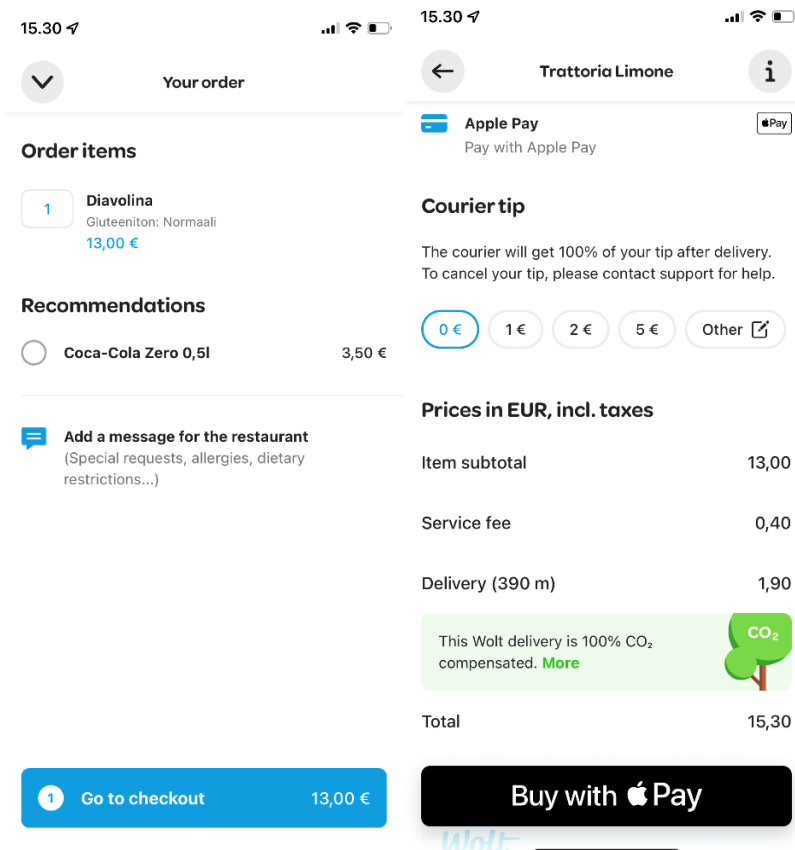 15.30
Your order
Order items
1
Diavolina
Gluteeniton: Normaali
13,00 €
Recommendations
Coca-Cola Zero 0,5l
3,50 €
Add a message for the restaurant
(Special requests, allergies, dietary
restrictions...)
1
Go to checkout
13,00 €
15.30
Trattoria Limone
i
Apple Pay
Pay
Pay with Apple Pay
Courier tip
The courier will get 100% of your tip after delivery.
To cancel your tip, please contact support for help.
0 €
1 €
2 €
5 €
Other
Prices in EUR, incl. taxes
Item subtotal
13,00
Service fee
0,40
Delivery (390 m)
1,90
This Wolt delivery is 100% CO₂
compensated. More
CO₂
Total
15,30
Buy with Pay
Wolt